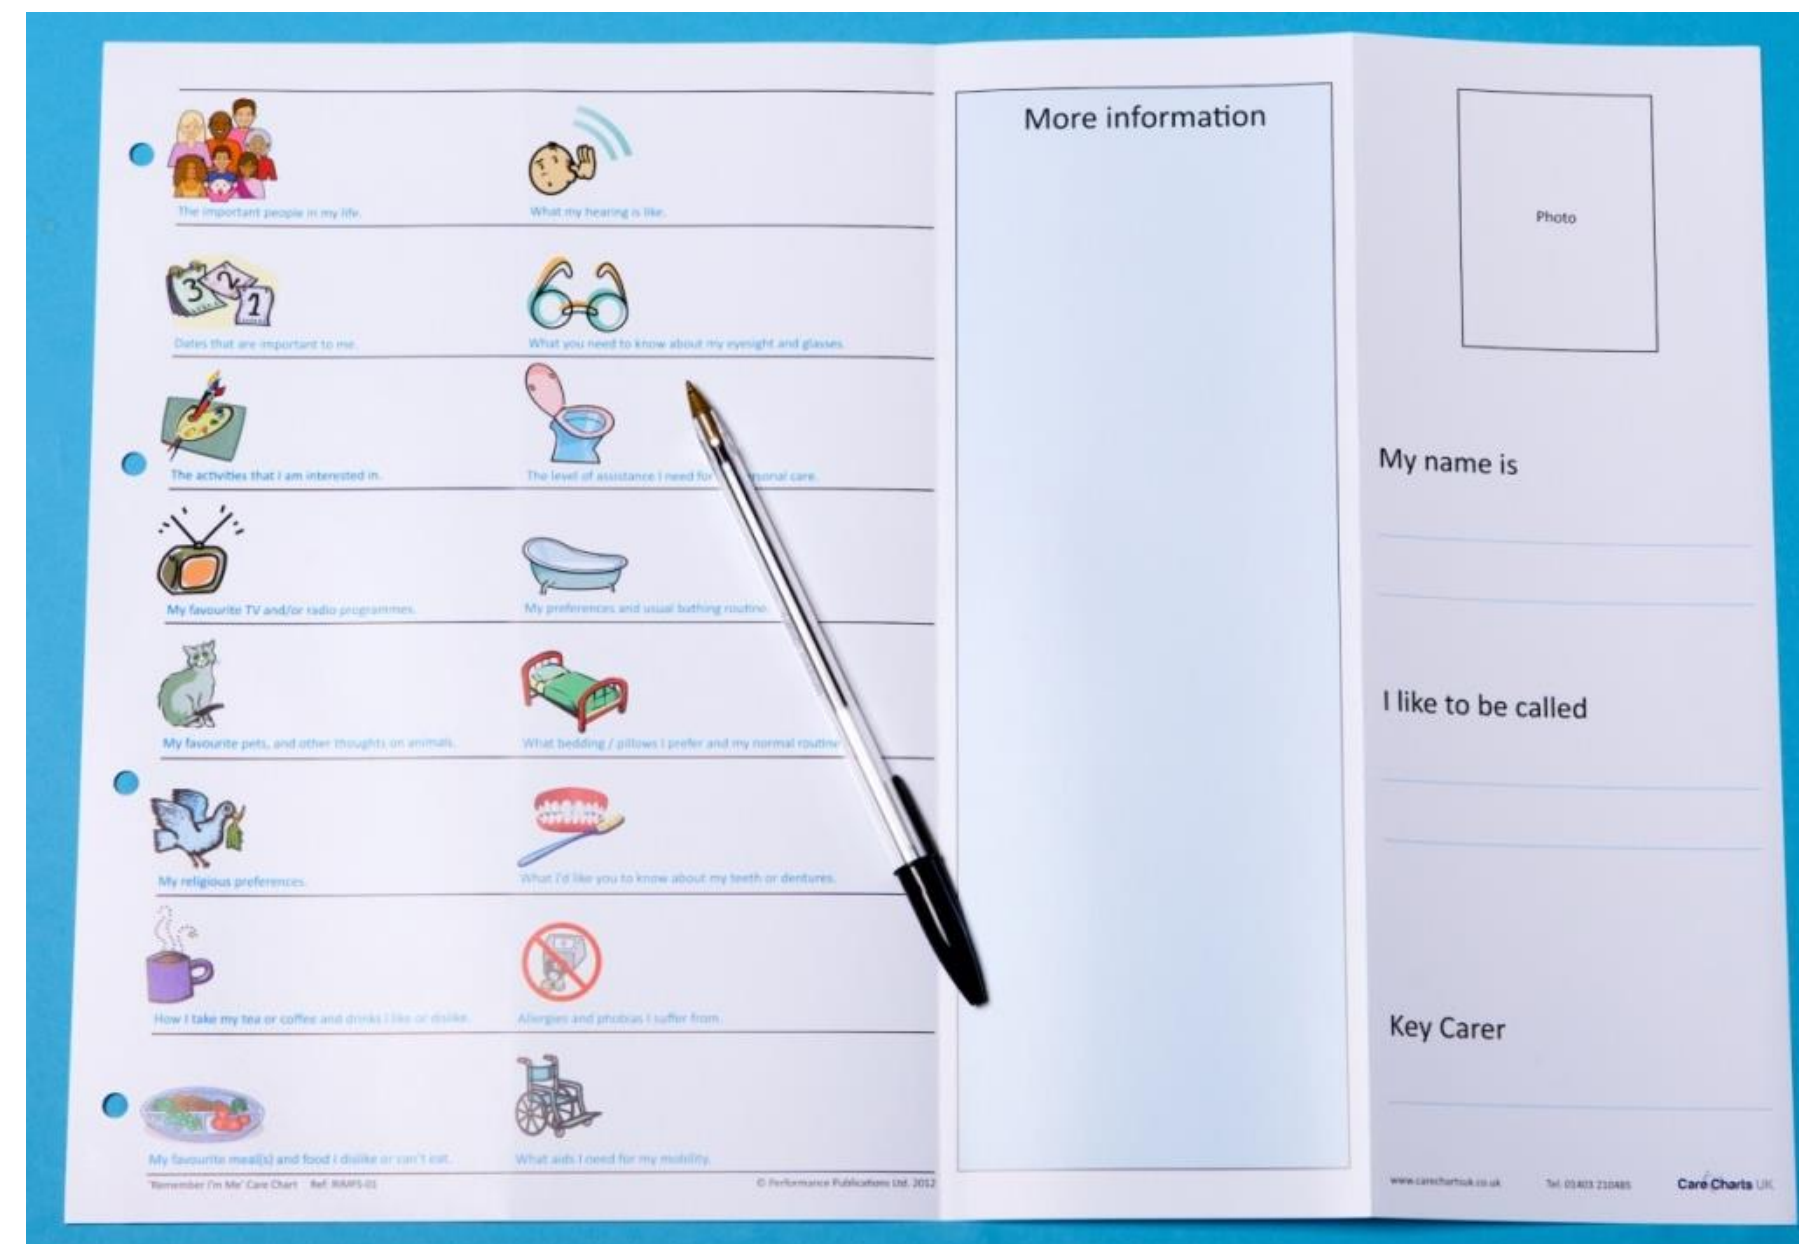 The important people in my life.
What my hearing is like.
3 2 1
Dates that are important to me.
What you need to know about my eyesight and glasses.
The activities that I am interested in.
The level of assistance I need for sonal care.
My favourite TV and/or radio programmes.
My preferences and usual bathing routine.
My favourite pets, and other thoughts on animals.
What bedding / pillows I prefer and my normal routine
My religious preferences.
What I'd like you to know about my teeth or dentures.
How I take my tea or coffee and drinks I like or dislike.
Allergies and phobias I suffer from.
My favourite meal(s) and food I dislike or can't eat.
What aids I need for my mobility.
'Remember I'm Me' Care Chart
© Performance Publications Ltd. 2012
More information
Photo
My name is
I like to be called
Key Carer
www.carechartsuk.co.uk Tel: 01403 210485 Care Charts UK